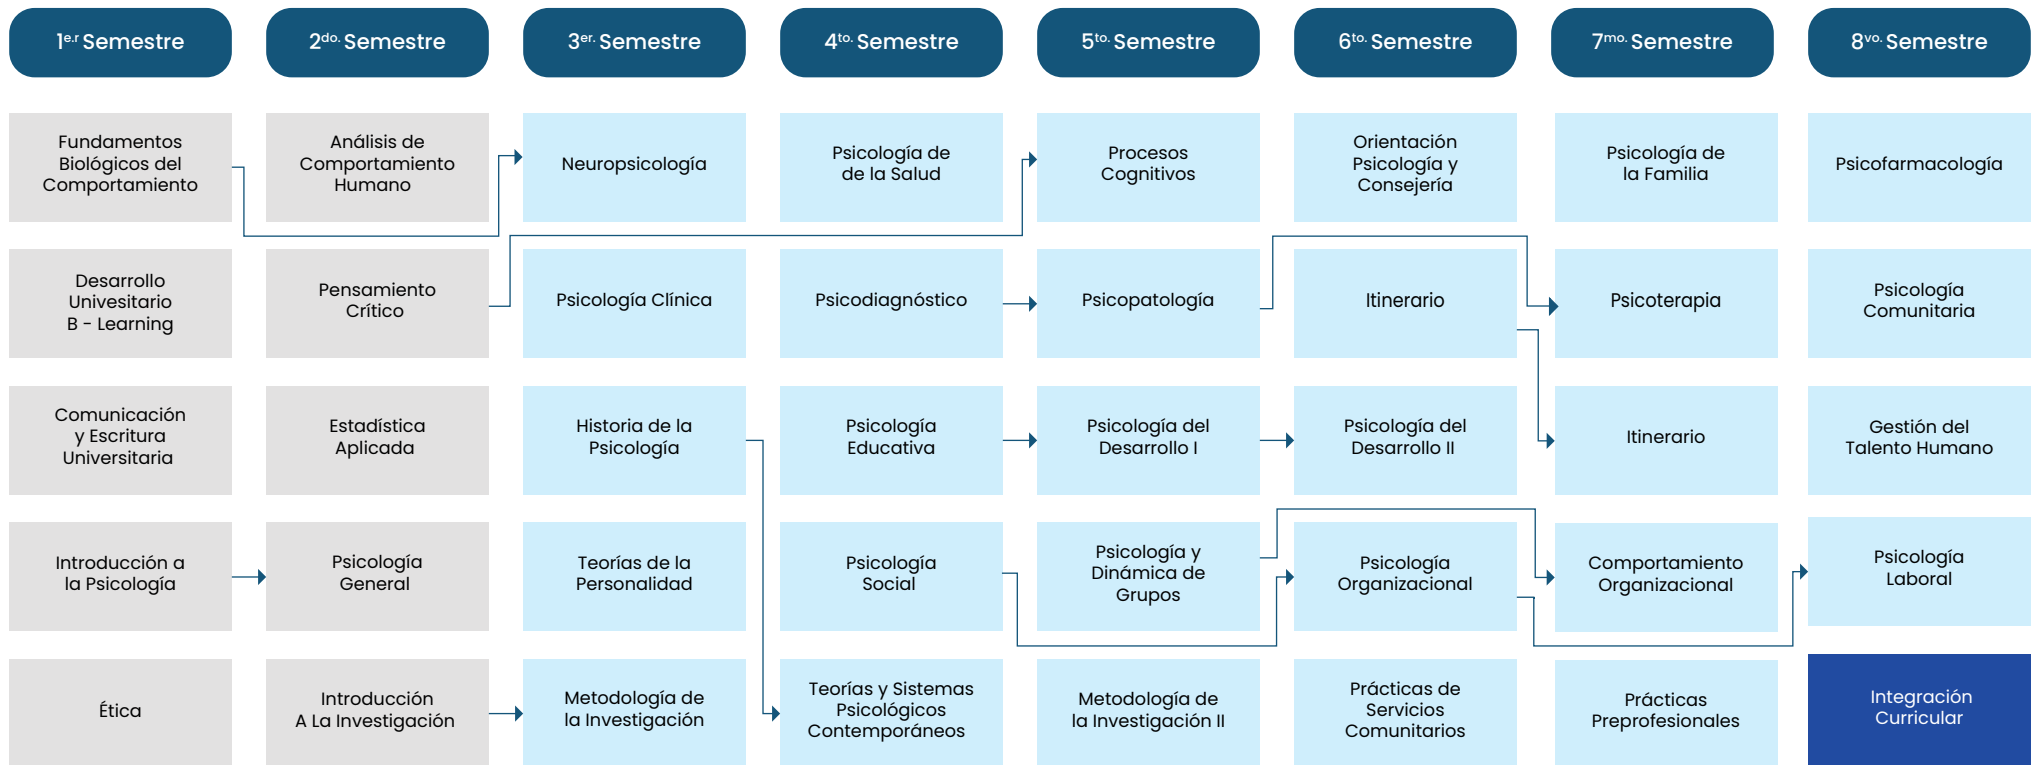 1e.r Semestre
2do. Semestre
3er. Semestre
4to. Semestre
5to. Semestre
6to. Semestre
7mo. Semestre
8vo. Semestre
Fundamentos
Biológicos del
Comportamiento
Análisis de
Comportamiento
Humano
Neuropsicología
Psicología de
de la Salud
Procesos
Cognitivos
Orientación
Psicología y
Consejería
Psicología de
la Familia
Psicofarmacología
Desarrollo
Univesitario
B - Learning
Pensamiento
Crítico
Psicología Clínica
Psicodiagnóstico
Psicopatología
Itinerario
Psicoterapia
Psicología
Comunitaria
Comunicación
y Escritura
Universitaria
Estadística
Aplicada
Historia de la
Psicología
Psicología
Educativa
Psicología del
Desarrollo I
Psicología del
Desarrollo II
Itinerario
Gestión del
Talento Humano
Introducción a
la Psicología
Psicología
General
Teorías de la
Personalidad
Psicología
Social
Psicología y
Dinámica de
Grupos
Psicología
Organizacional
Comportamiento
Organizacional
Psicología
Laboral
Ética
Introducción
A La Investigación
Metodología de
la Investigación
Teorías y Sistemas
Psicológicos
Contemporáneos
Metodología de
la Investigación II
Prácticas de
Servicios
Comunitarios
Prácticas
Preprofesionales
Integración
Curricular